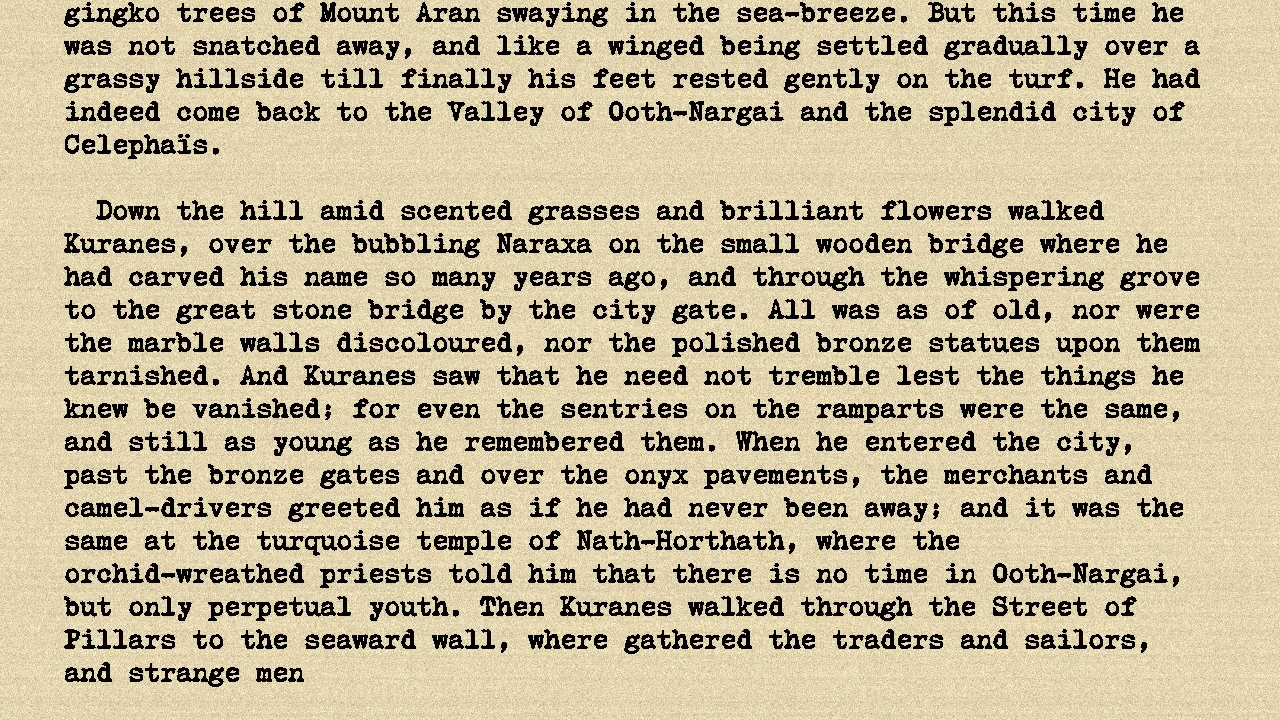 gingko trees of Mount Aran swaying in the sea-breeze. But this time he
was not snatched away, and like a winged being settled gradually over a
grassy hillside till finally his feet rested gently on the turf. He had
indeed come back to the Valley of Ooth-Nargai and the splendid city of
Celephaïs.

Down the hill amid scented grasses and brilliant flowers walked
Kuranes, over the bubbling Naraxa on the small wooden bridge where he
had carved his name so many years ago, and through the whispering grove
to the great stone bridge by the city gate. All was as of old, nor were
the marble walls discoloured, nor the polished bronze statues upon them
tarnished. And Kuranes saw that he need not tremble lest the things he
knew be vanished; for even the sentries on the ramparts were the same,
and still as young as he remembered them. When he entered the city,
past the bronze gates and over the onyx pavements, the merchants and
camel-drivers greeted him as if he had never been away; and it was the
same at the turquoise temple of Nath-Horthath, where the
orchid-wreathed priests told him that there is no time in Ooth-Nargai,
but only perpetual youth. Then Kuranes walked through the Street of
Pillars to the seaward wall, where gathered the traders and sailors,
and strange men